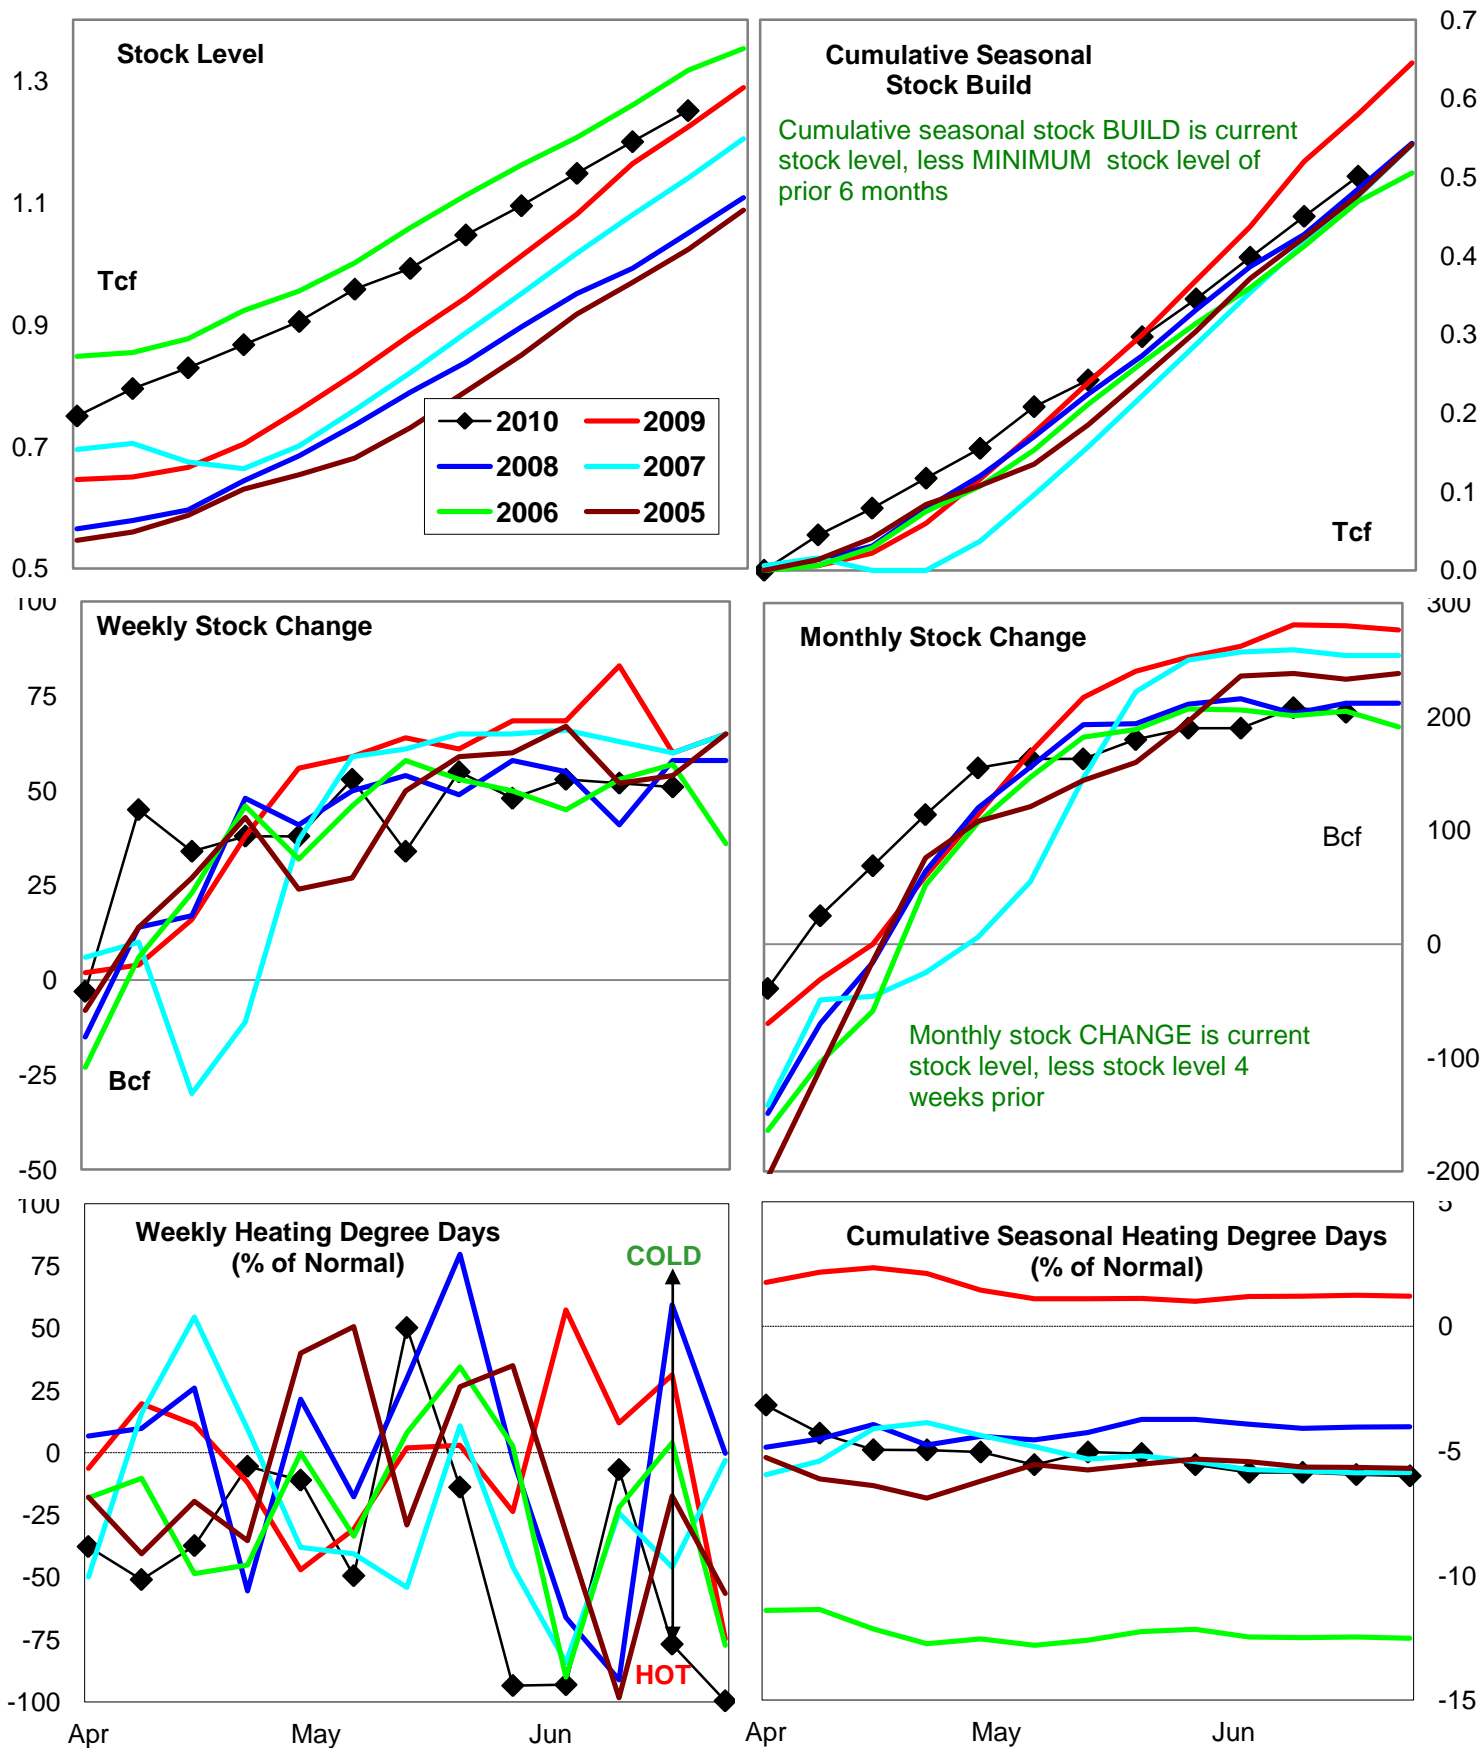 Stock Level
Tcf
1.3
1.1
0.9
0.7
0.5
2010
2009
2008
2007
2006
2005
Cumulative Seasonal
Stock Build
Cumulative seasonal stock BUILD is current
stock level, less MINIMUM stock level of
prior 6 months
Tcf
0.7
0.6
0.5
0.4
0.3
0.2
0.1
0.0
Weekly Stock Change
Bcf
100
75
50
25
0
-25
-50
Monthly Stock Change
Bcf
Monthly stock CHANGE is current
stock level, less stock level 4
weeks prior
300
200
100
0
-100
-200
Weekly Heating Degree Days
(% of Normal)
COLD
HOT
100
75
50
25
0
-25
-50
-75
-100
Apr
May
Jun
Cumulative Seasonal Heating Degree Days
(% of Normal)
5
0
-5
-10
-15
Apr
May
Jun